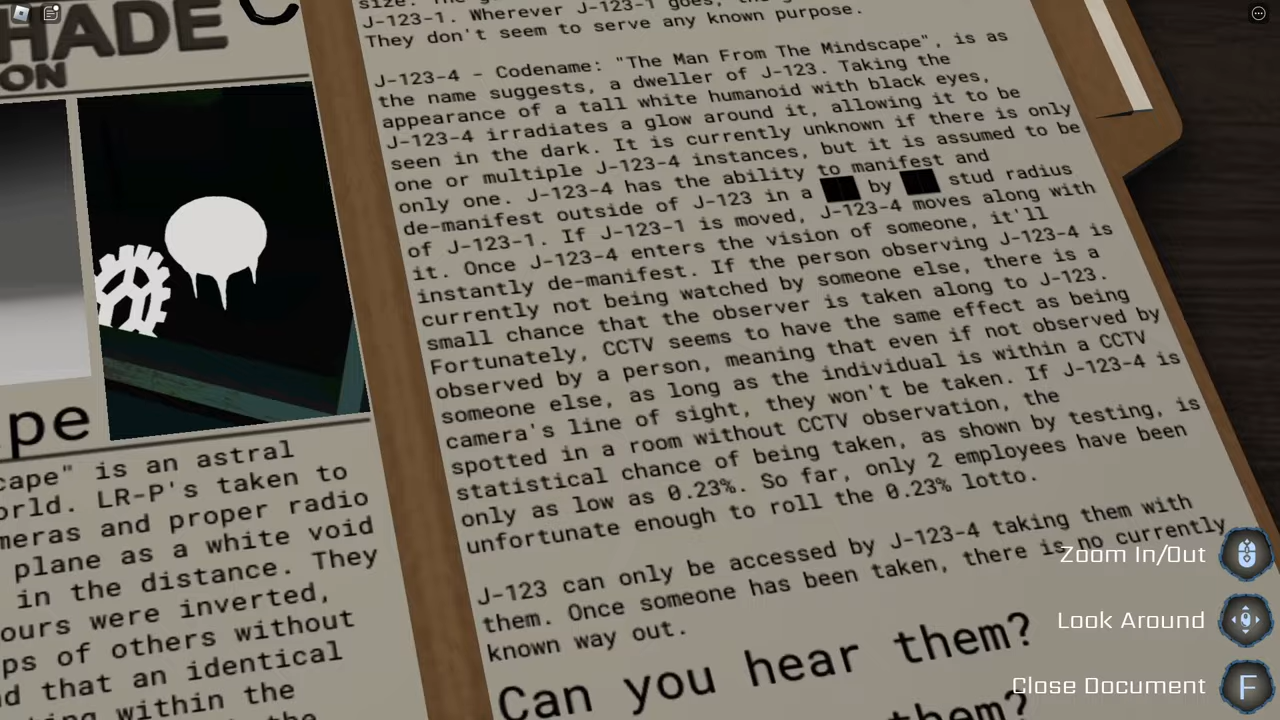 HADE
ON
pe
cape" is an astral
orld. LR-P's taken to
meras and proper radio
plane as a white void
in the distance. They
ours were inverted,
ps of others without
d that an identical
ing within the
the
size. The
J-123-1. Wherever J-123-1 goes, the
They don't seem to serve any known purpose.
J-123-4 - Codename: "The Man From The Mindscape", is as
the name suggests, a dweller of J-123. Taking the
appearance of a tall white humanoid with black eyes,
J-123-4 irradiates a glow around it, allowing it to be
seen in the dark. It is currently unknown if there is only
one or multiple J-123-4 instances, but it is assumed to be
only one. J-123-4 has the ability to manifest and
de-manifest outside of J-123 in a by stud radius
of J-123-1. If J-123-1 is moved, J-123-4 moves along with
it. Once J-123-4 enters the vision of someone, it'll
instantly de-manifest. If the person observing J-123-4 is
currently not being watched by someone else, there is a
small chance that the observer is taken along to J-123.
Fortunately, CCTV seems to have the same effect as being
observed by a person, meaning that even if not observed by
someone else, as long as the individual is within a CCTV
camera's line of sight, they won't be taken. If J-123-4 is
spotted in a room without CCTV observation, the
statistical chance of being taken, as shown by testing, is
only as low as 0.23%. So far, only 2 employees have been
unfortunate enough to roll the 0.23% lotto.
J-123 can only be accessed by J-123-4 taking them with
them. Once someone has been taken, there is no currently
known way out.
Can you hear them?
them?
Zoom In/Out
Look Around
Close Document
F